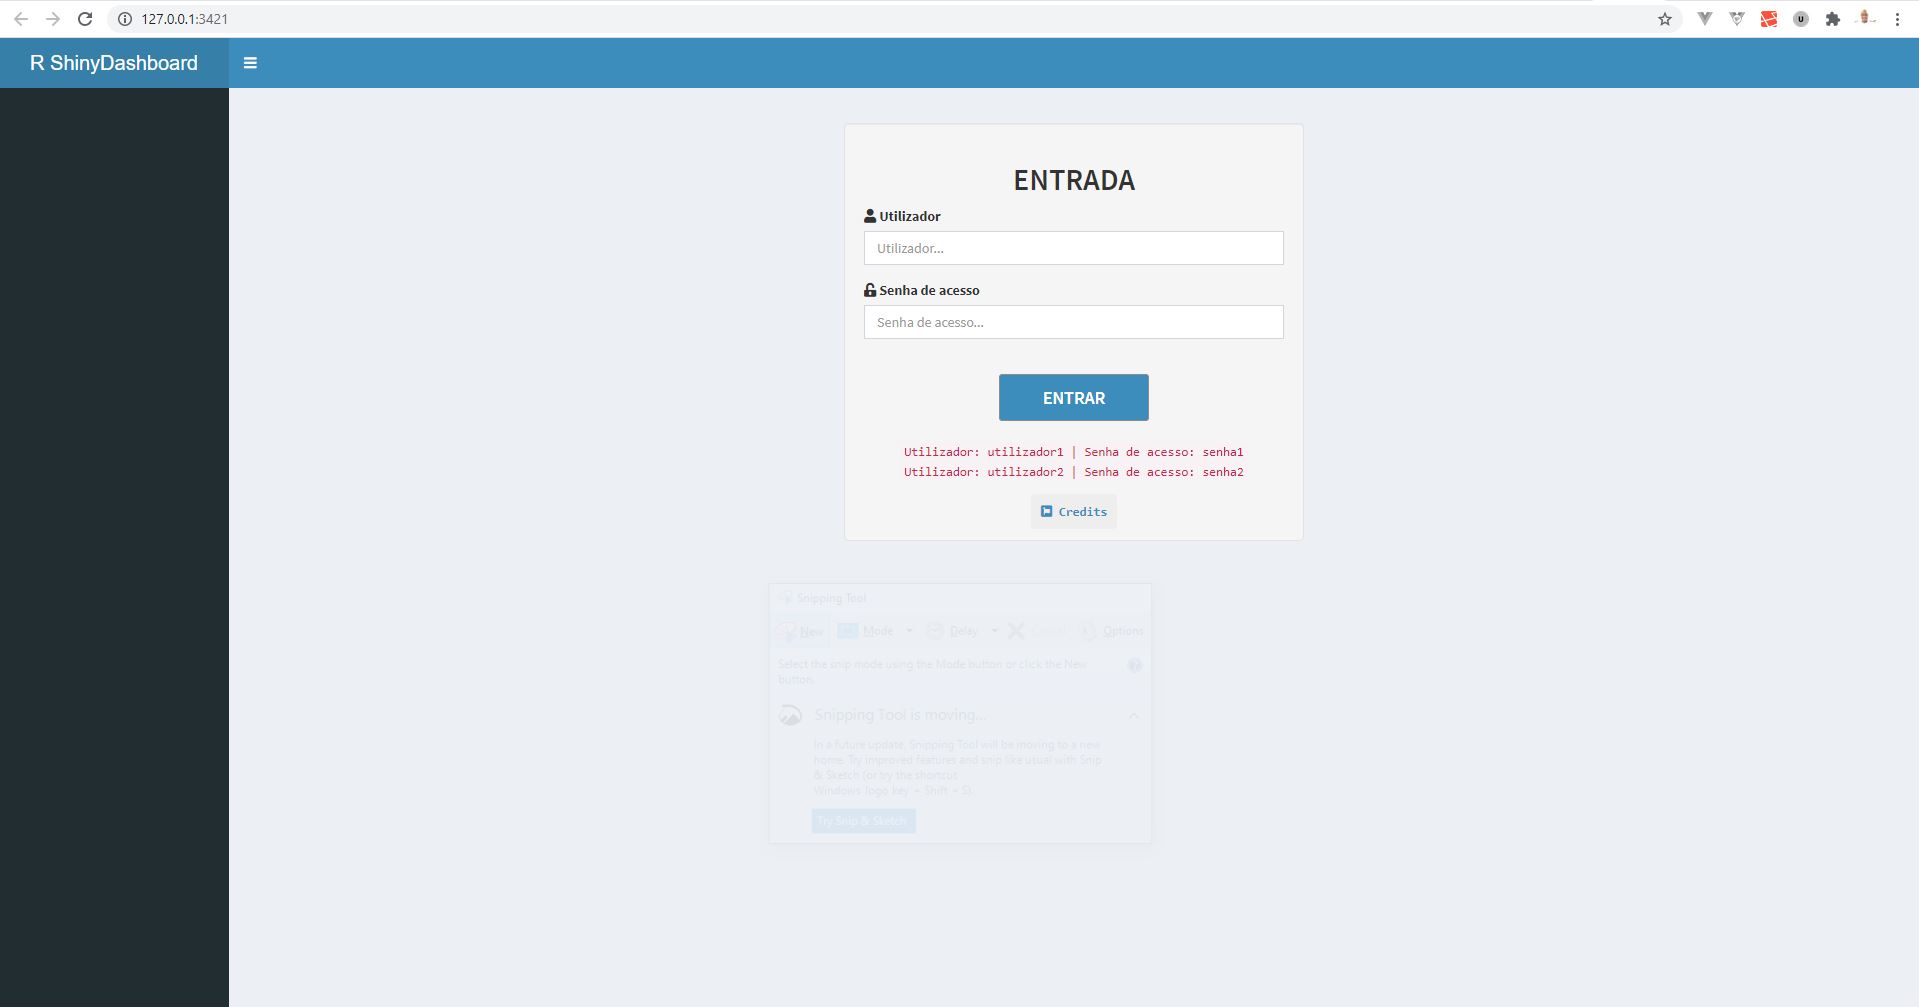 127.0.0.1:3421
R ShinyDashboard
ENTRADA
Utilizador
Utilizador...
Senha de acesso
Senha de acesso...
ENTRAR
Utilizador: utilizador1 | Senha de acesso: senha1
Utilizador: utilizador2 | Senha de acesso: senha2
Credits
Snipping Tool
New Mode Delay Cancel Options
Select the snip mode using the Mode button or click the New
button.
Snipping Tool is moving...
In a future update, Snipping Tool will be moving to a new
home. Try improved features and snip like usual with Snip
& Sketch (or try the shortcut
Windows logo key + Shift + S).
Try Snip & Sketch